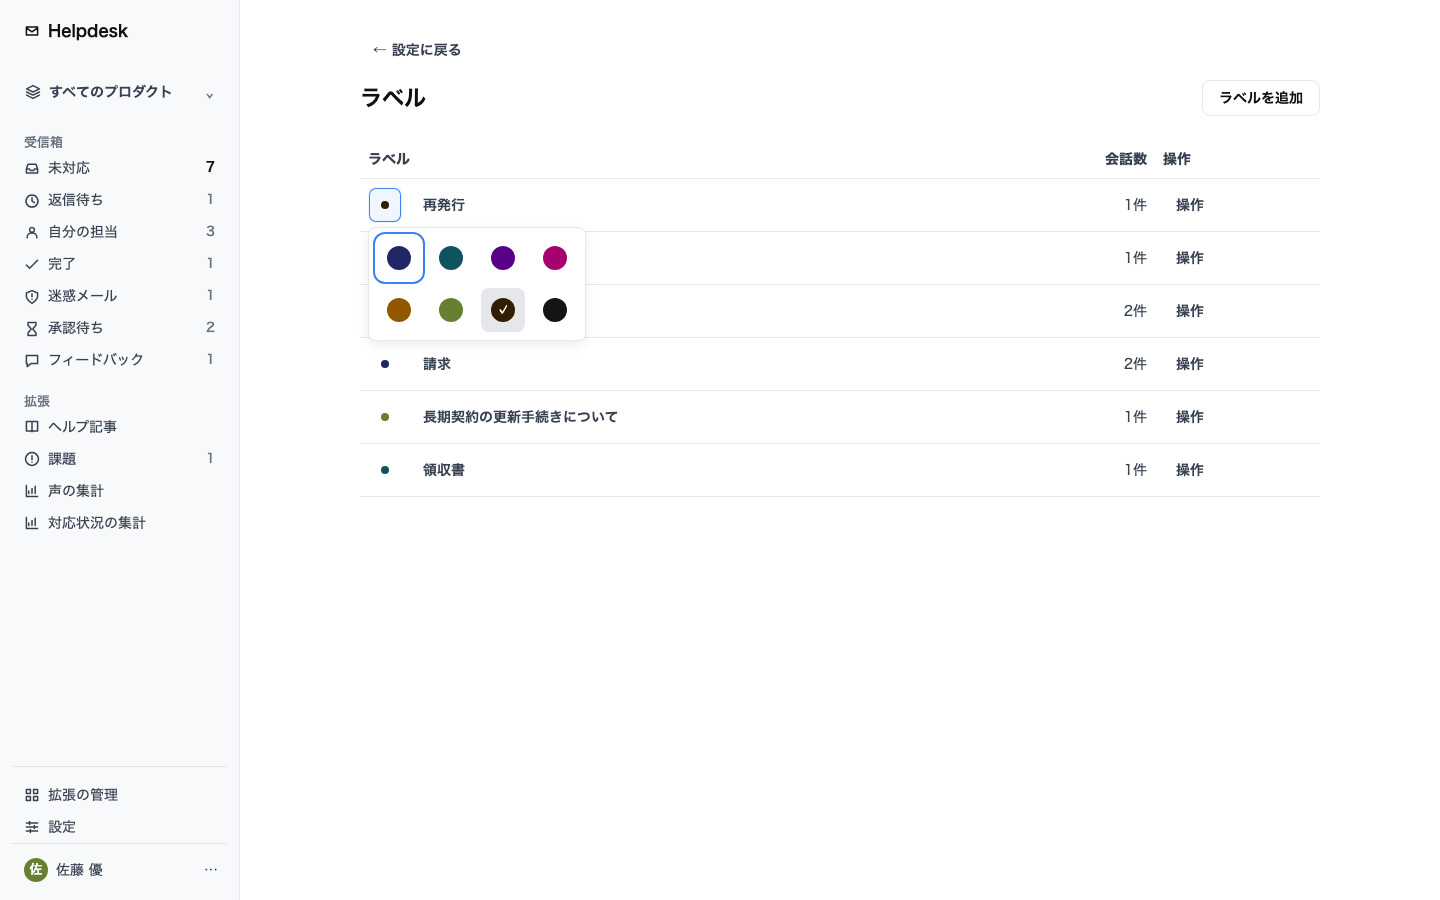 Helpdesk
すべてのプロダクト
受信箱
未対応 7
返信待ち 1
自分の担当 3
完了 1
迷惑メール 1
承認待ち 2
フィードバック 1
拡張
ヘルプ記事
課題 1
声の集計
対応状況の集計
拡張の管理
設定
佐 佐藤 優 …
← 設定に戻る
ラベル
ラベルを追加
ラベル 会話数 操作
再発行 1件 操作
1件 操作
2件 操作
請求 2件 操作
長期契約の更新手続きについて 1件 操作
領収書 1件 操作